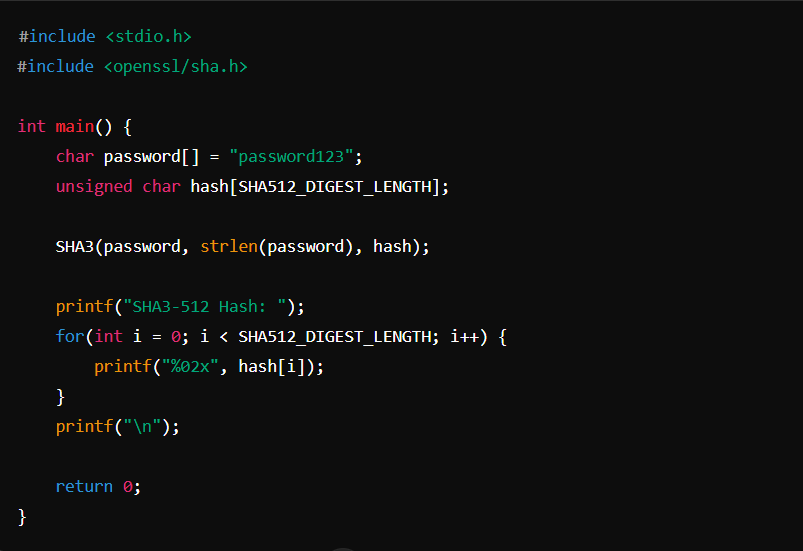 #include <stdio.h>
#include <openssl/sha.h>

int main() {
    char password[] = "password123";
    unsigned char hash[SHA512_DIGEST_LENGTH];

    SHA3(password, strlen(password), hash);

    printf("SHA3-512 Hash: ");
    for(int i = 0; i < SHA512_DIGEST_LENGTH; i++) {
        printf("%02x", hash[i]);
    }
    printf("\n");

    return 0;
}